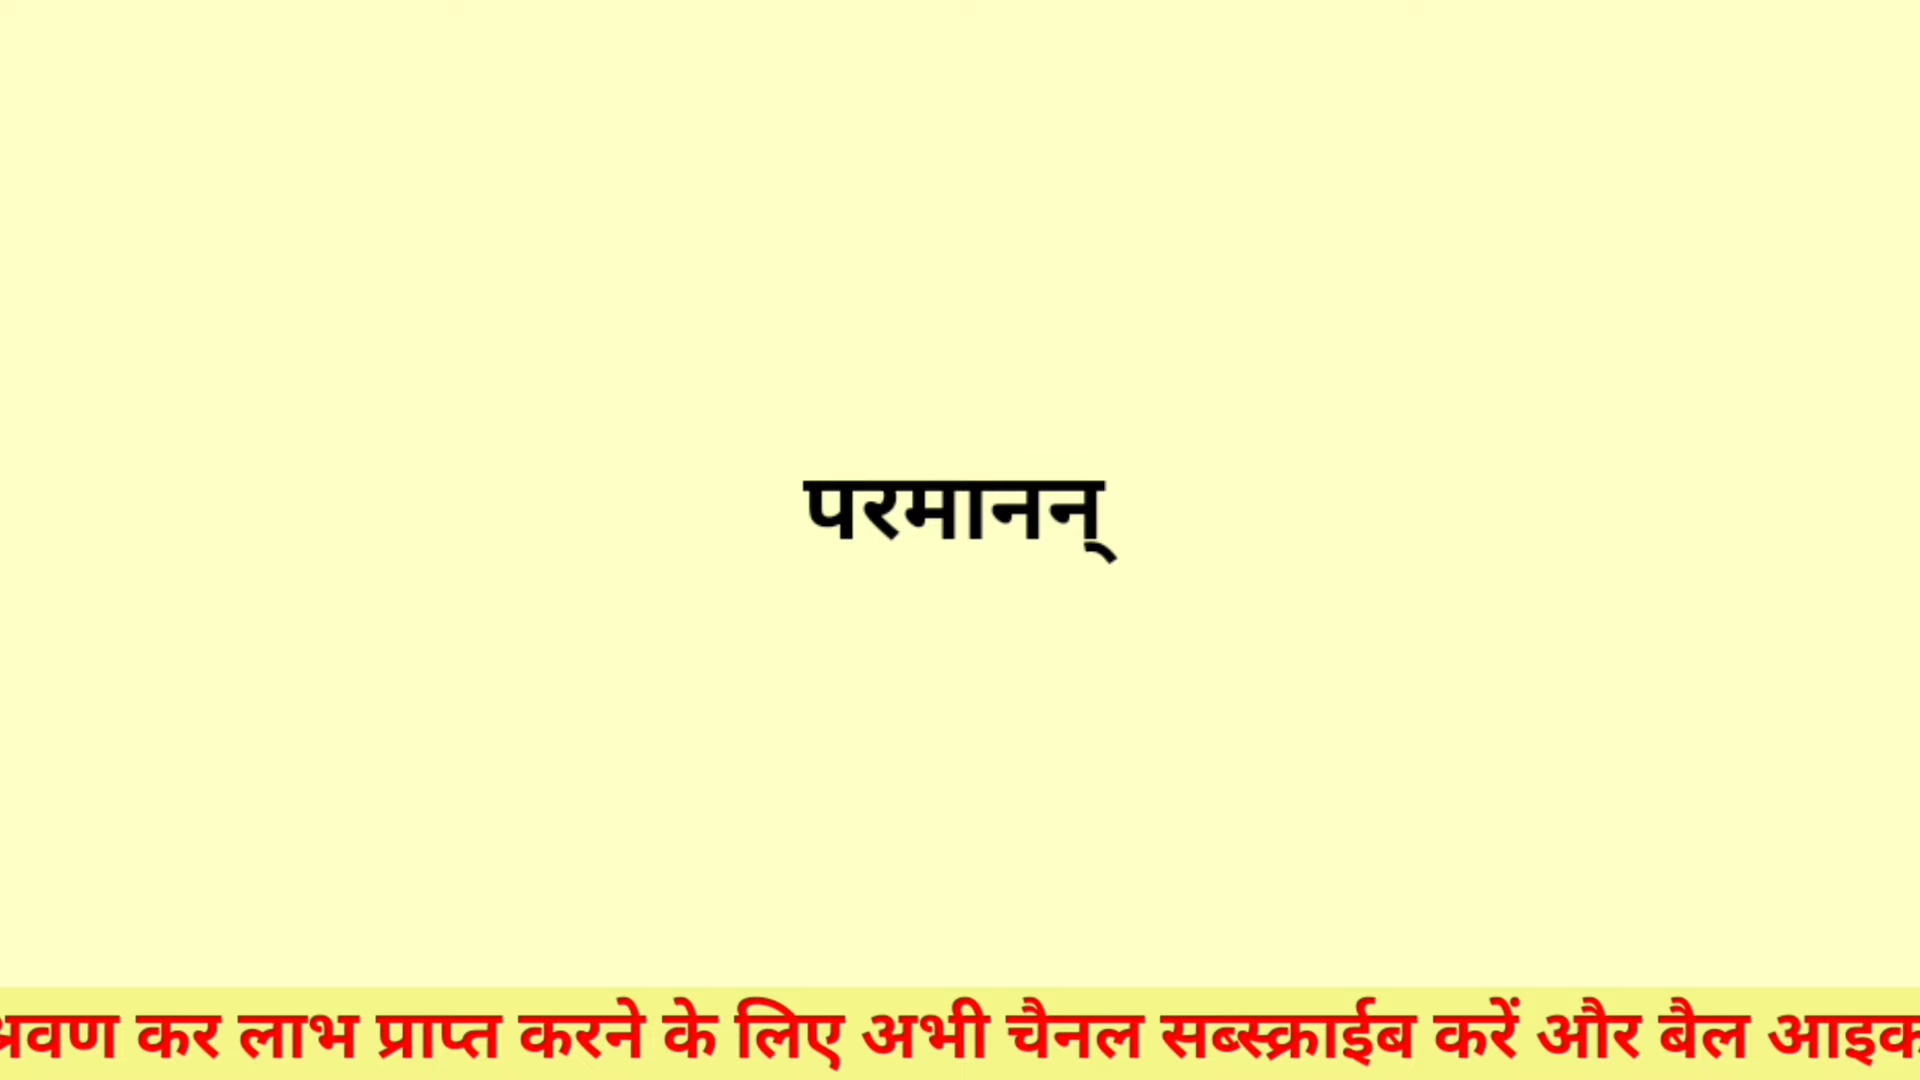 परमानन्
श्रवण कर लाभ प्राप्त करने के लिए अभी चैनल सब्स्क्राईब करें और बैल आइक